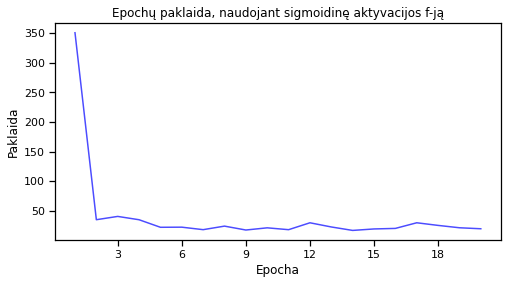 Epochų paklaida, naudojant sigmoidinę aktyvacijos f-ją
350
300
250
200
150
100
50
Paklaida
3 6 9 12 15 18
Epocha